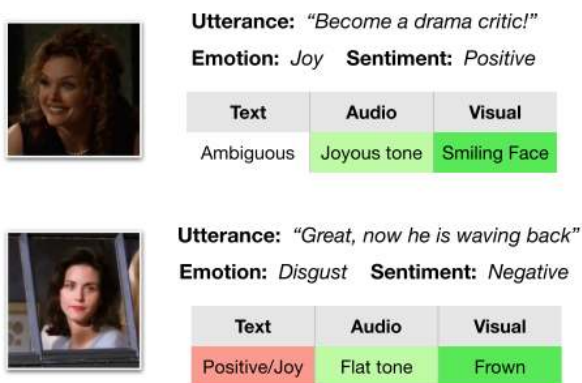 Utterance: "Become a drama critic!"
Emotion: Joy Sentiment: Positive
Text Audio Visual
Ambiguous Joyous tone Smiling Face
Utterance: "Great, now he is waving back"
Emotion: Disgust Sentiment: Negative
Text Audio Visual
Positive/Joy Flat tone Frown